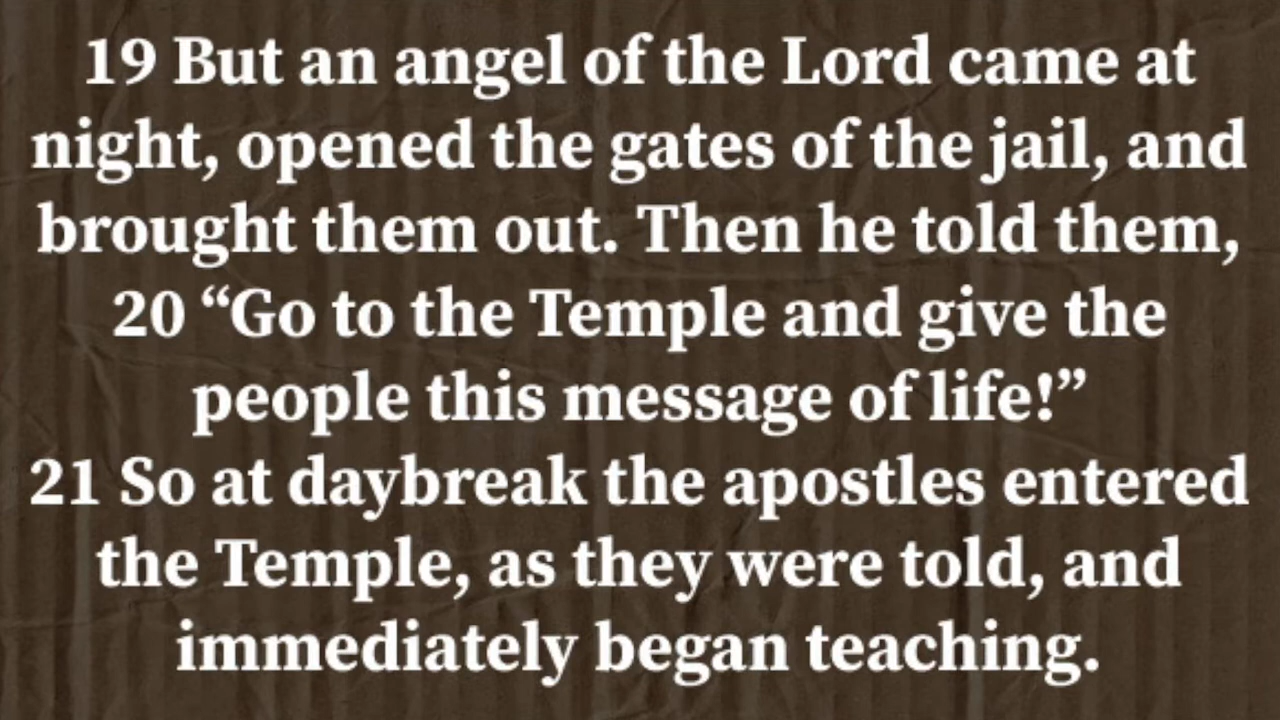 19 But an angel of the Lord came at
night, opened the gates of the jail, and
brought them out. Then he told them,
20 “Go to the Temple and give the
people this message of life!”
21 So at daybreak the apostles entered
the Temple, as they were told, and
immediately began teaching.